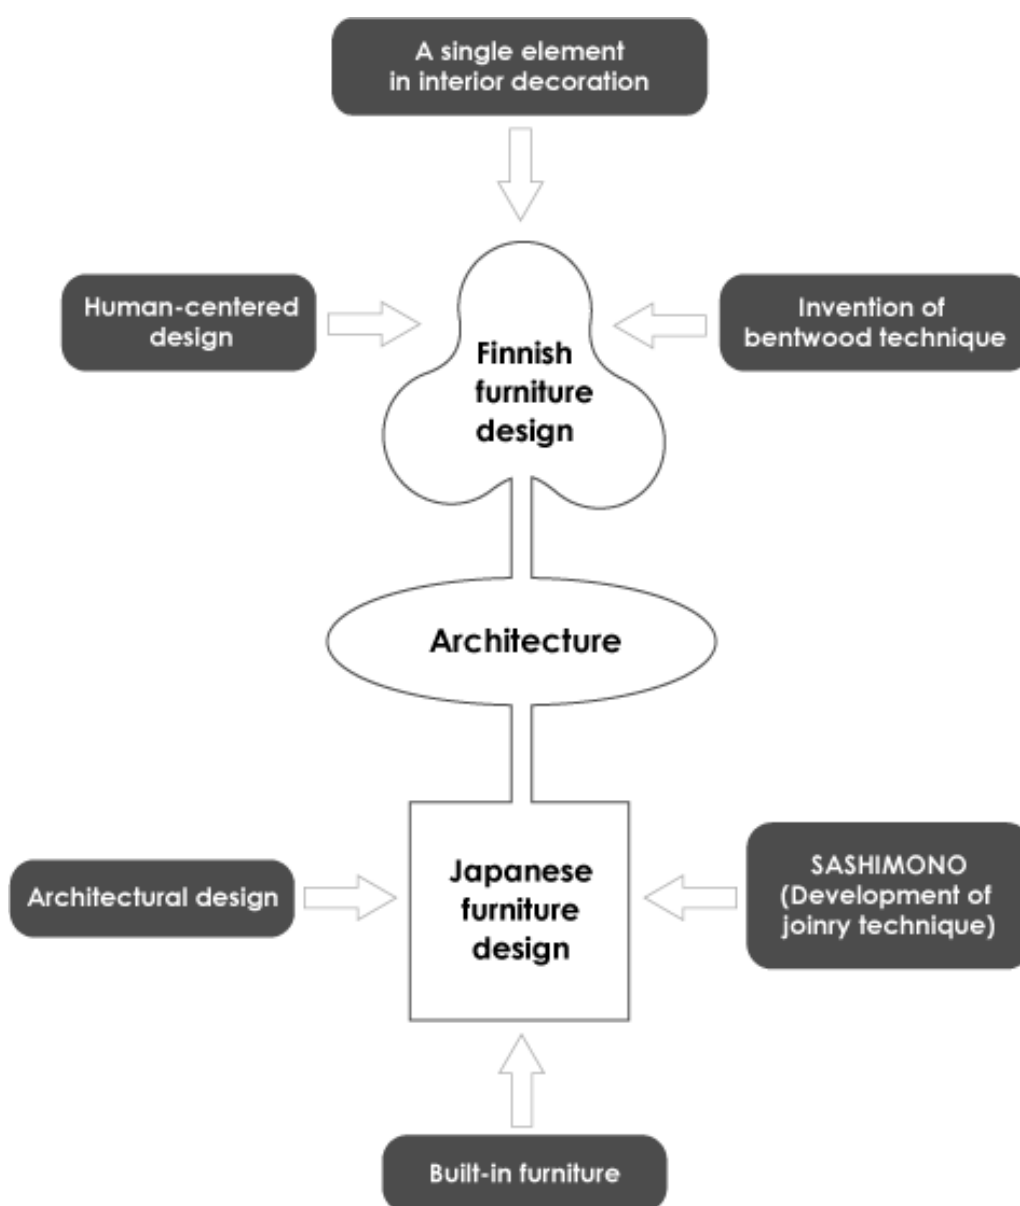 A single element
in interior decoration
Human-centered
design
Invention of
bentwood technique
Finnish
furniture
design
Architecture
Architectural design
Japanese
furniture
design
SASHIMONO
(Development of
joinry technique)
Built-in furniture